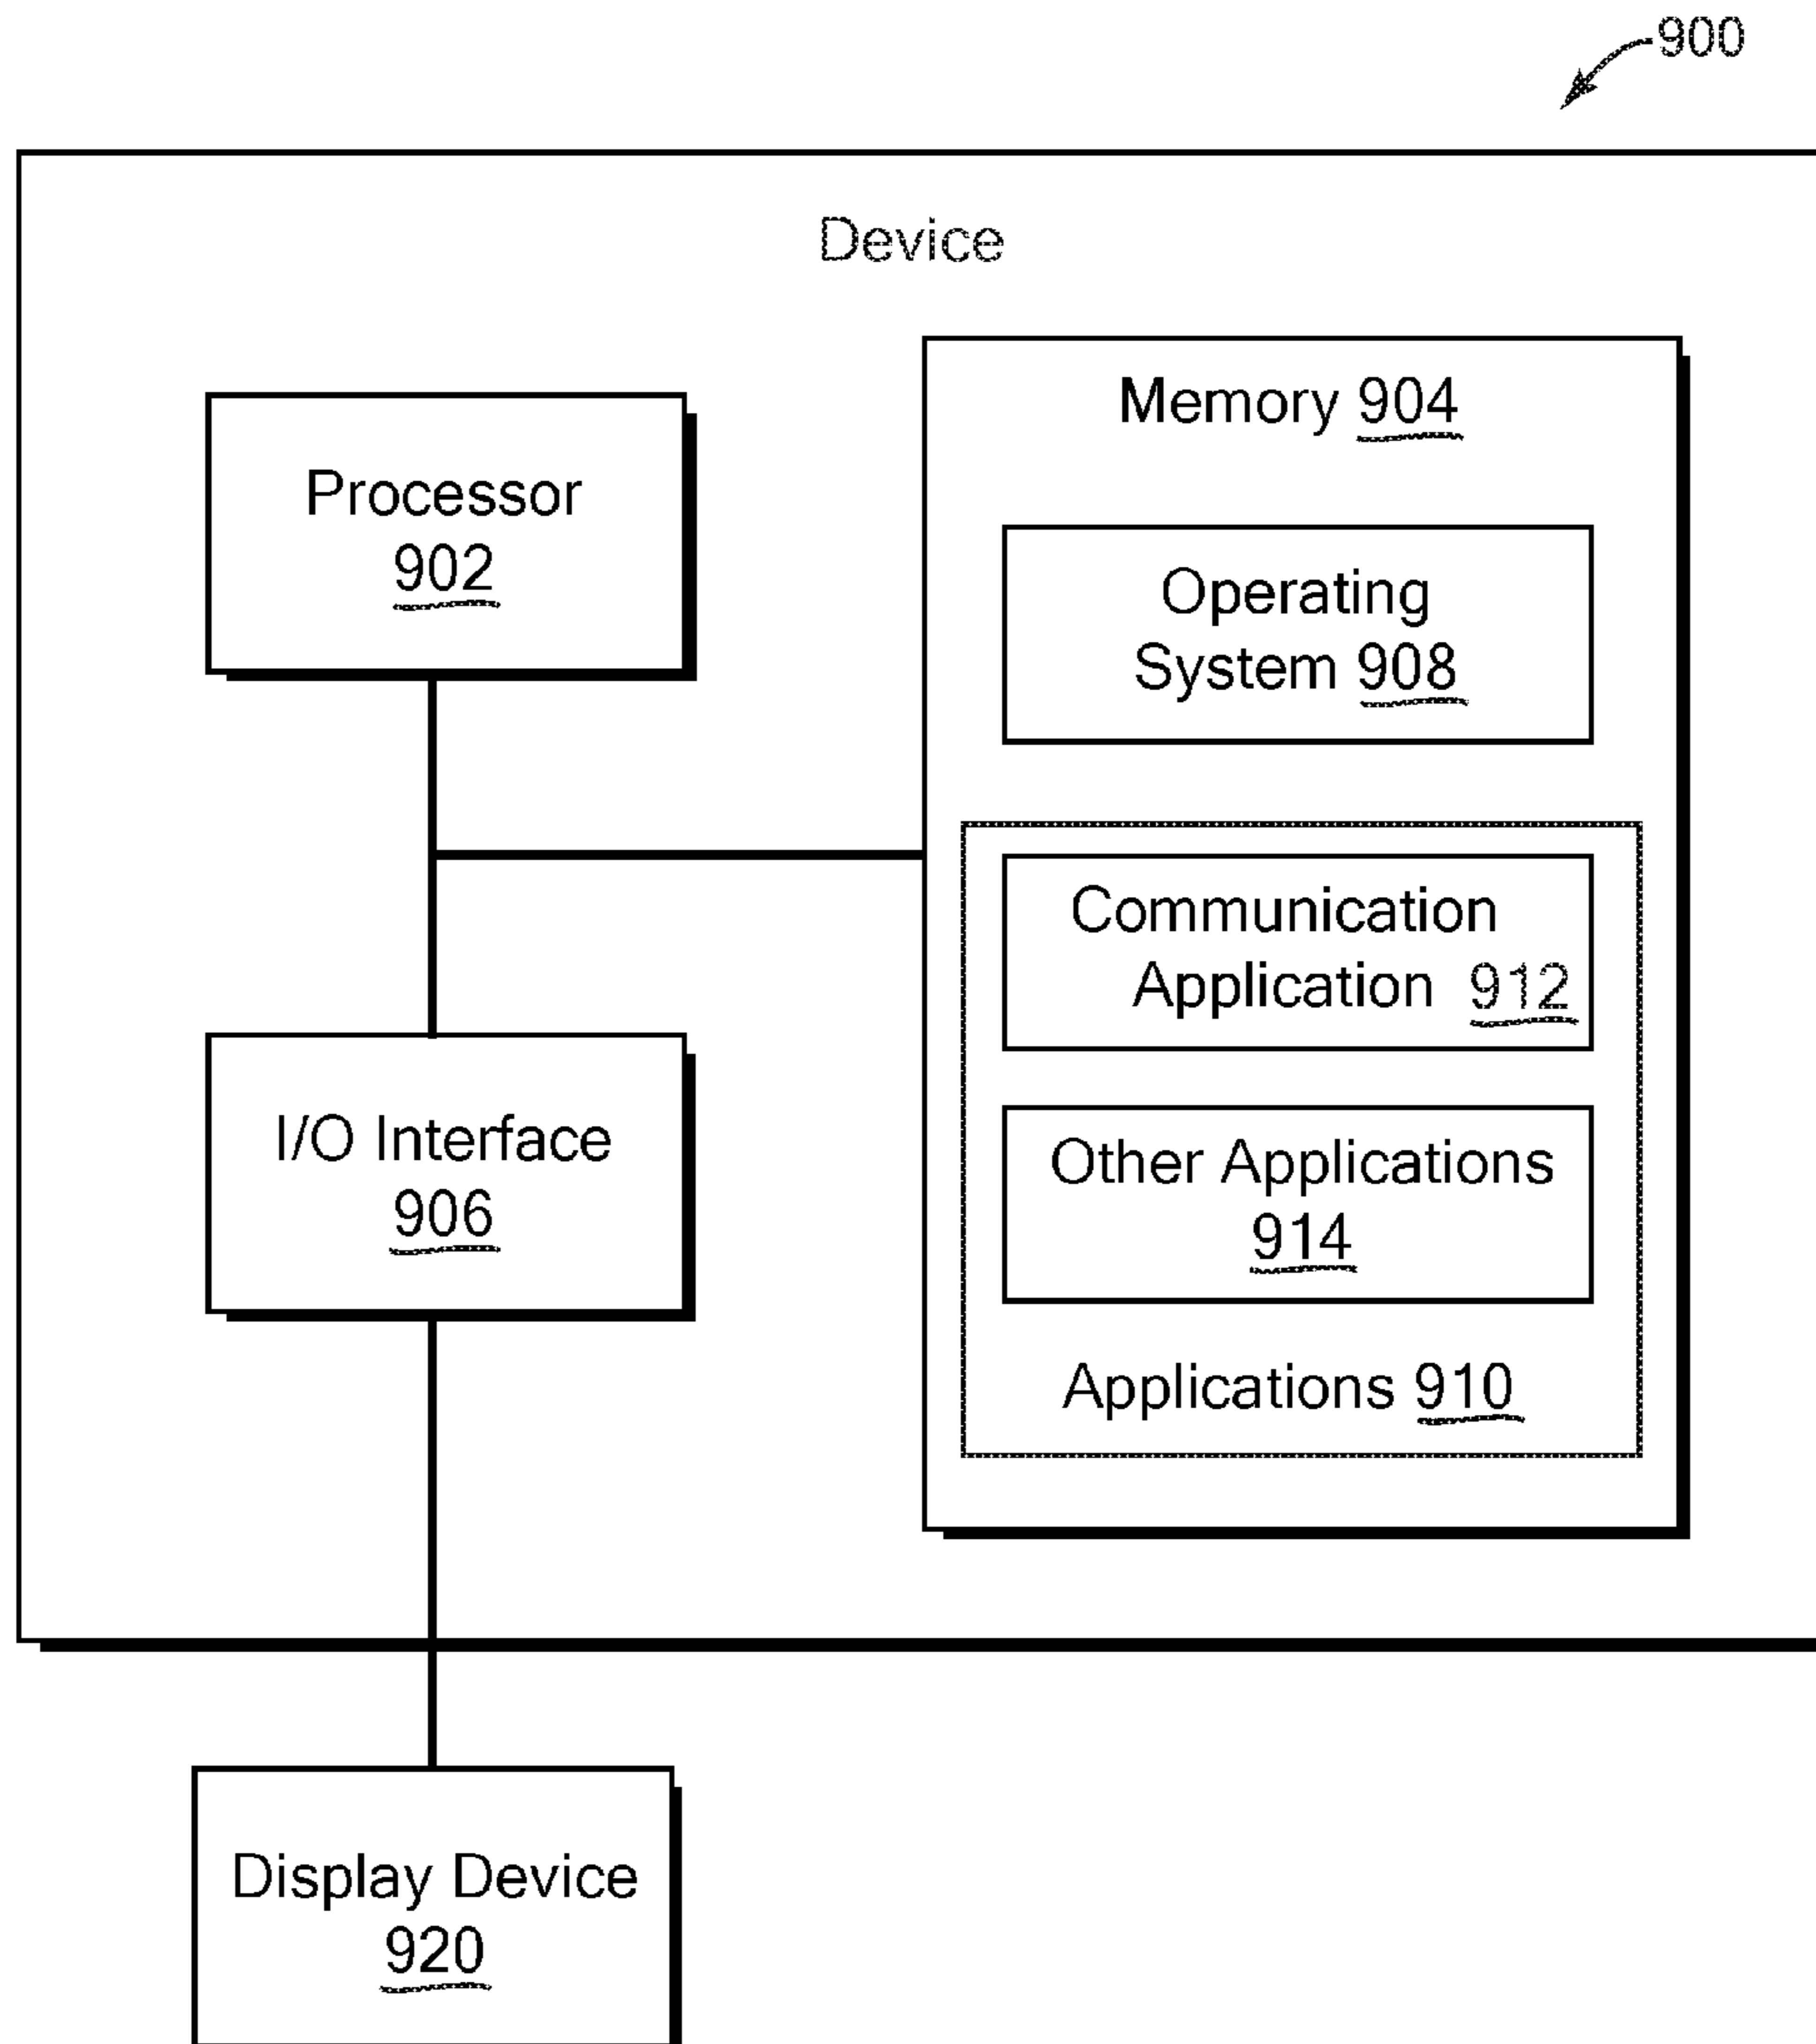 900
Device
Processor
902
Memory 904
Operating
System 908
Communication
Application 912
Other Applications
914
Applications 910
I/O Interface
906
Display Device
920